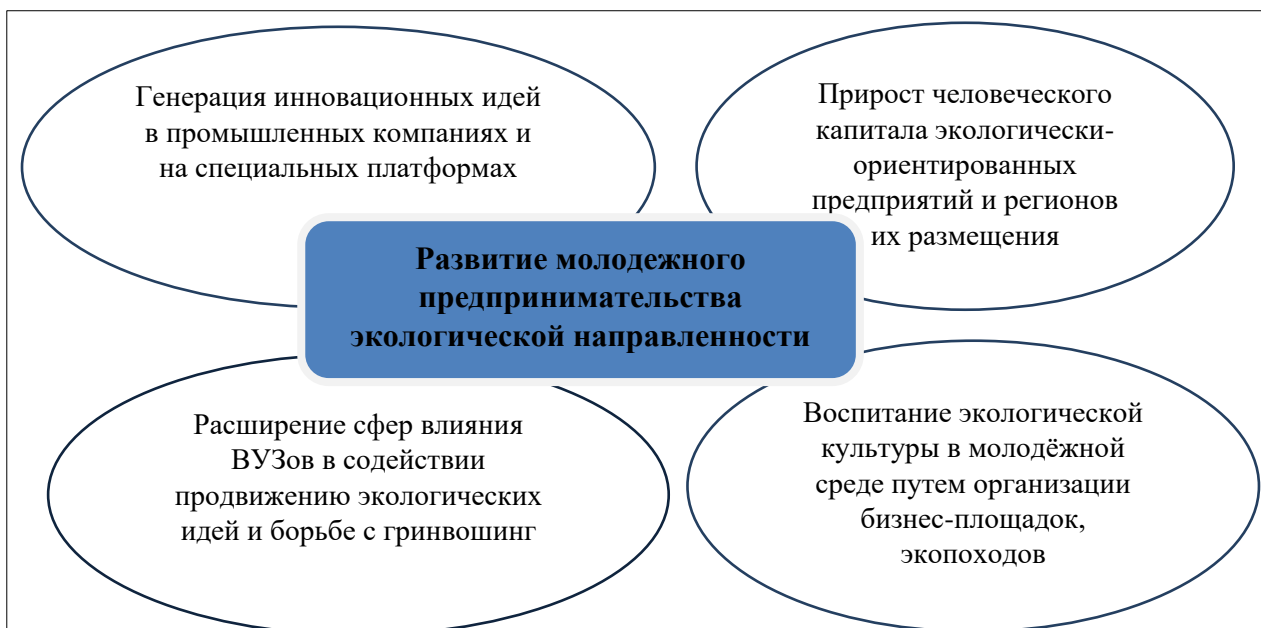 Генерация инновационных идей
в промышленных компаниях и
на специальных платформах
Прирост человеческого
капитала экологически-
ориентированных
предприятий и регионов
их размещения
Развитие молодежного
предпринимательства
экологической направленности
Расширение сфер влияния
ВУЗов в содействии
продвижению экологических
идей и борьбе с гринвошинг
Воспитание экологической
культуры в молодёжной
среде путем организации
бизнес-площадок,
экопоходов